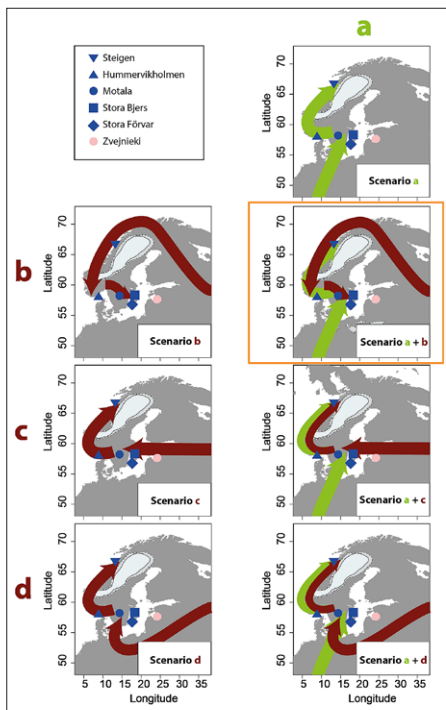 a
Steigen
Hummervikholmen
Motala
Stora Bjers
Stora Förvar
Zvejnieki
Latitude
70
65
60
55
50
Scenario a
b
Latitude
70
65
60
55
50
Scenario b
Latitude
70
65
60
55
50
Scenario a + b
c
Latitude
70
65
60
55
50
Scenario c
Latitude
70
65
60
55
50
Scenario a + c
d
Latitude
70
65
60
55
50
Scenario d
5 10 15 20 25 30 35
Longitude
Latitude
70
65
60
55
50
Scenario a + d
5 10 15 20 25 30 35
Longitude